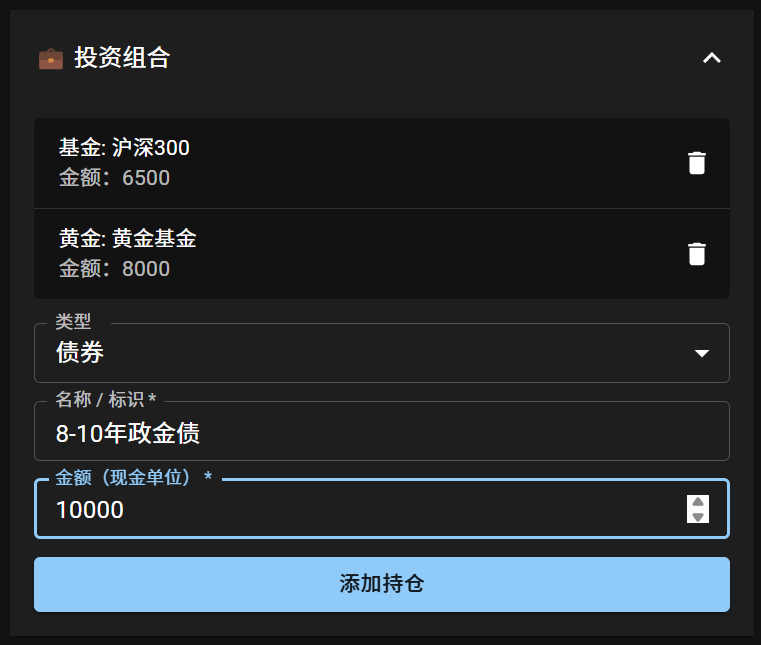 投资组合
基金: 沪深300
金额：6500
黄金: 黄金基金
金额：8000
类型
债券
名称 / 标识 *
8-10年政金债
金额（现金单位） *
10000
添加持仓